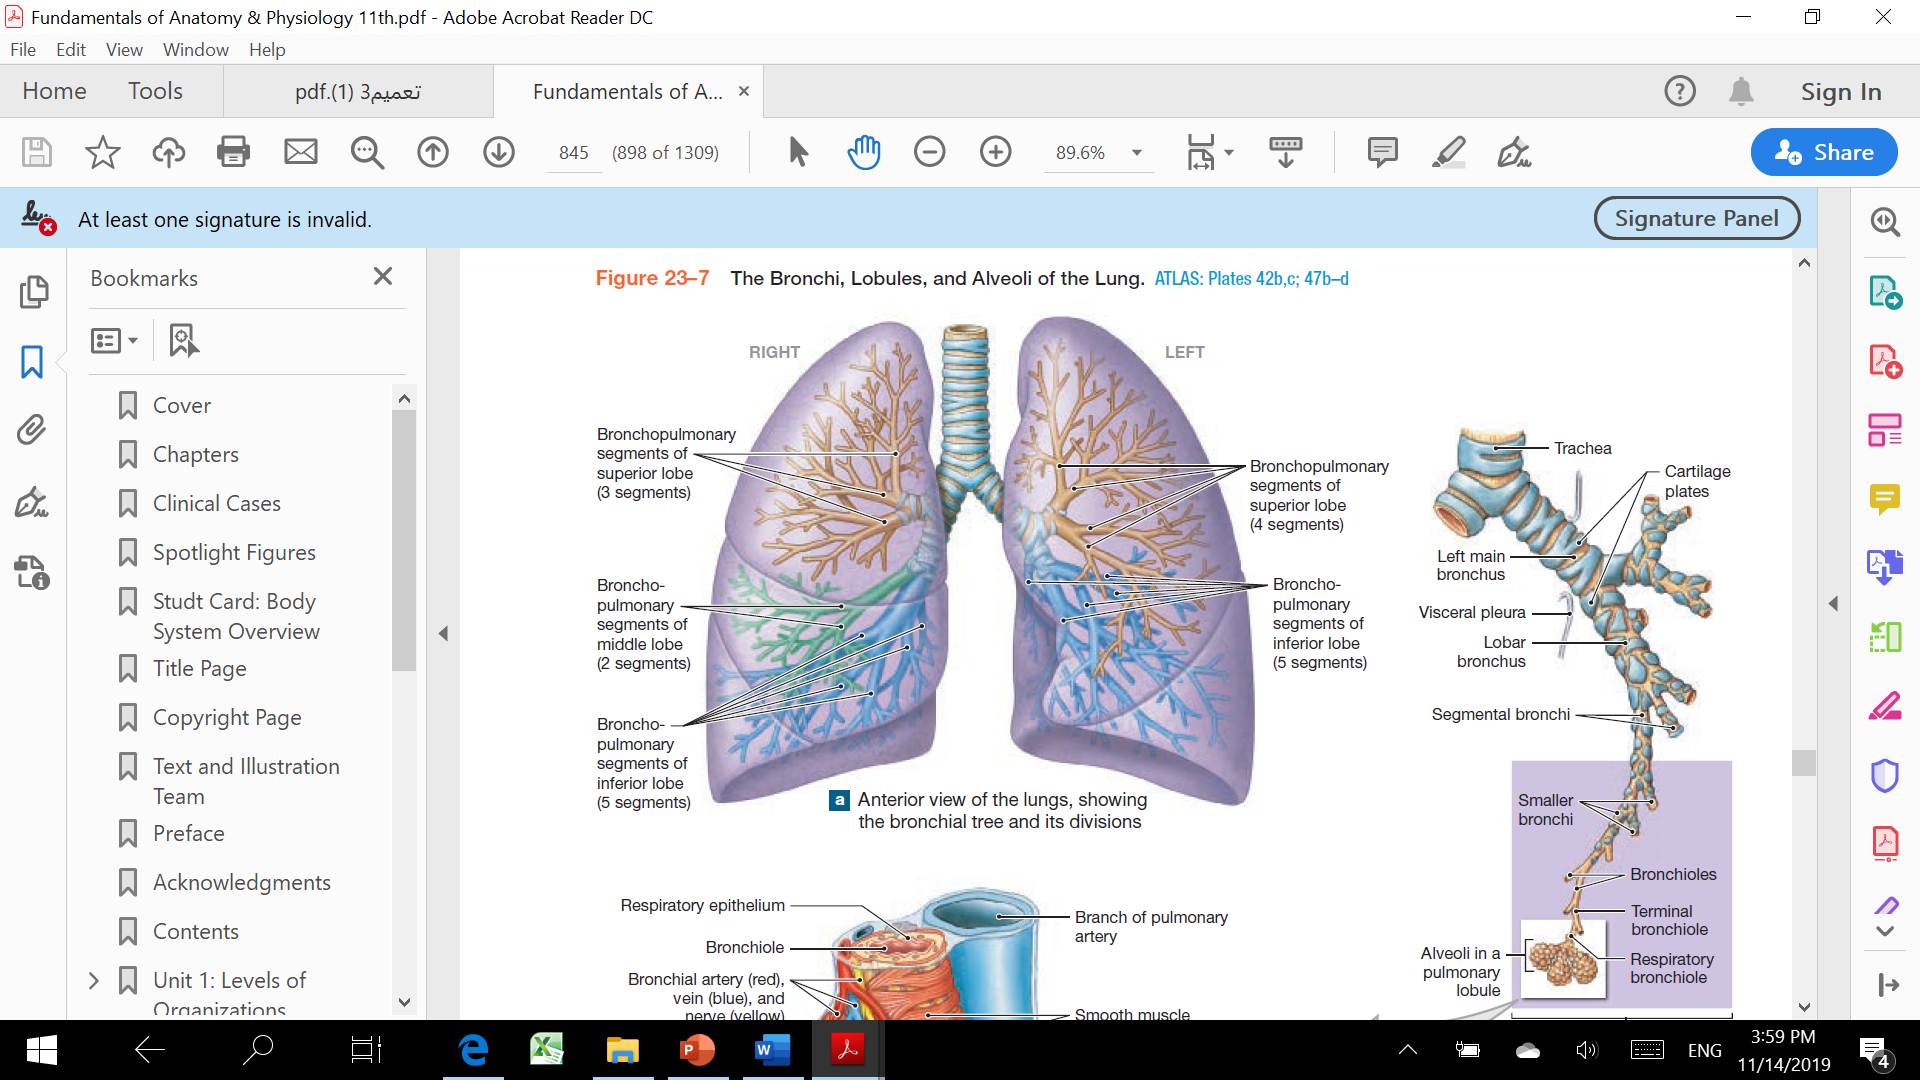 Fundamentals of Anatomy & Physiology 11th.pdf - Adobe Acrobat Reader DC
File Edit View Window Help
Home Tools
تعميم3 (1).pdf
Fundamentals of A... ×
Sign In
845 (898 of 1309)
89.6%
Share
At least one signature is invalid.
Signature Panel
Bookmarks
Cover
Chapters
Clinical Cases
Spotlight Figures
Studt Card: Body
System Overview
Title Page
Copyright Page
Text and Illustration
Team
Preface
Acknowledgments
Contents
Unit 1: Levels of
Organizations
Figure 23–7 The Bronchi, Lobules, and Alveoli of the Lung. ATLAS: Plates 42b,c; 47b–d
RIGHT
LEFT
Bronchopulmonary
segments of
superior lobe
(3 segments)
Broncho-
pulmonary
segments of
middle lobe
(2 segments)
Broncho-
pulmonary
segments of
inferior lobe
(5 segments)
Bronchopulmonary
segments of
superior lobe
(4 segments)
Broncho-
pulmonary
segments of
inferior lobe
(5 segments)
a Anterior view of the lungs, showing
the bronchial tree and its divisions
Trachea
Cartilage
plates
Left main
bronchus
Visceral pleura
Lobar
bronchus
Segmental bronchi
Smaller
bronchi
Bronchioles
Terminal
bronchiole
Respiratory
bronchiole
Alveoli in a
pulmonary
lobule
Respiratory epithelium
Bronchiole
Bronchial artery (red),
vein (blue), and
nerve (yellow)
Branch of pulmonary
artery
Smooth muscle
ENG
3:59 PM
11/14/2019
4